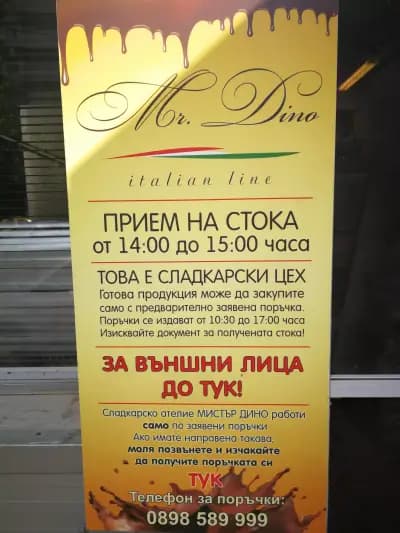 Mr. Dino
italian line
ПРИЕМ НА СТОКА
от 14:00 до 15:00 часа
ТОВА Е СЛАДКАРСКИ ЦЕХ
Готова продукция може да закупите
само с предварително заявена поръчка.
Поръчки се издават от 10:30 до 17:00 часа
Изисквайте документ за получената стока!
ЗА ВЪНШНИ ЛИЦА
ДО ТУК!
Сладкарско ателие МИСТЪР ДИНО работи
само по заявени поръчки
Ако имате направена такава,
моля позвънете и изчакайте
да получите поръчката си
ТУК
Телефон за поръчки:
0898 589 999